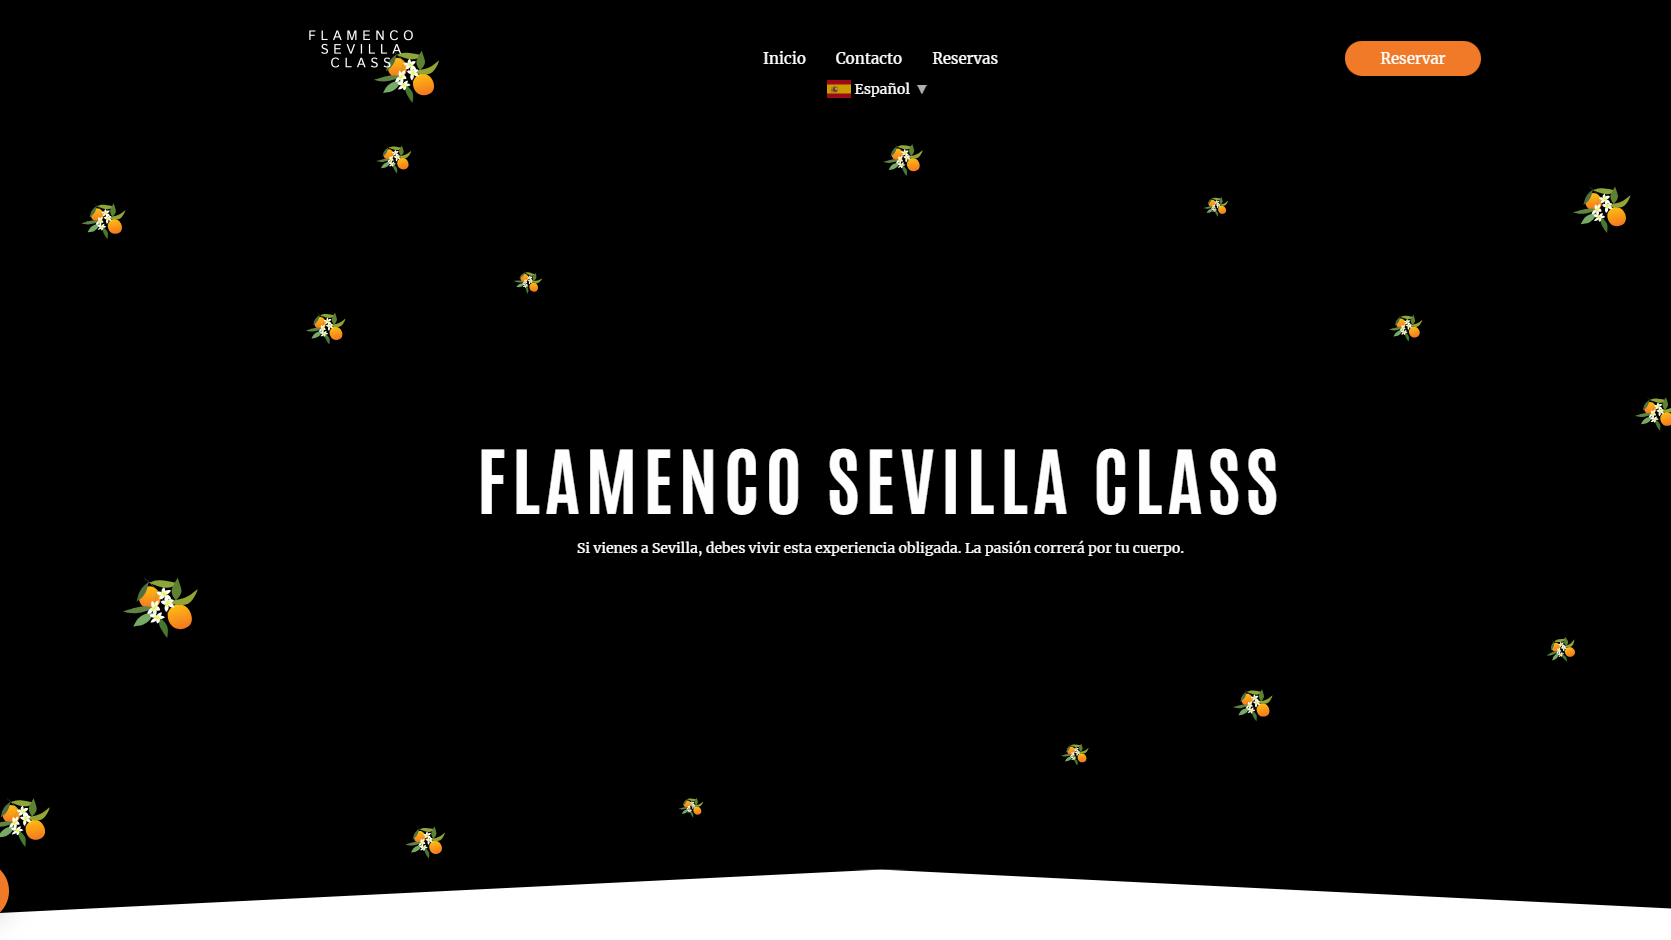 FLAMENCO
SEVILLA
CLASS
Inicio Contacto Reservas
Español ▼
Reservar
FLAMENCO SEVILLA CLASS
Si vienes a Sevilla, debes vivir esta experiencia obligada. La pasión correrá por tu cuerpo.